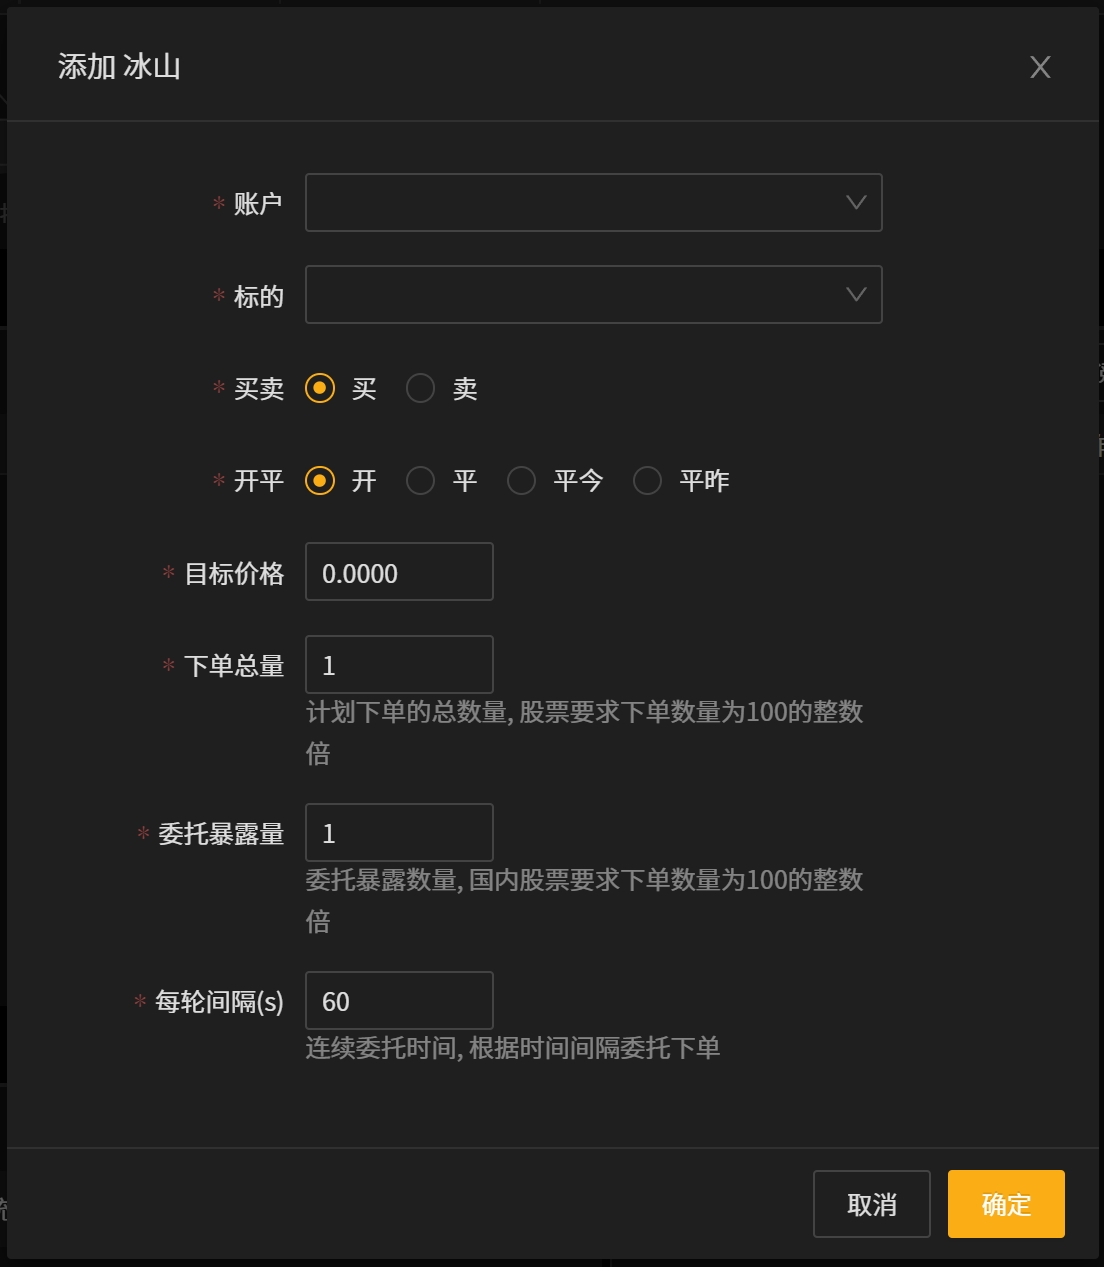 添加 冰山
X
* 账户
* 标的
* 买卖 买 卖
* 开平 开 平 平今 平昨
* 目标价格 0.0000
* 下单总量 1
计划下单的总数量, 股票要求下单数量为100的整数
倍
* 委托暴露量 1
委托暴露数量, 国内股票要求下单数量为100的整数
倍
* 每轮间隔(s) 60
连续委托时间, 根据时间间隔委托下单
取消 确定